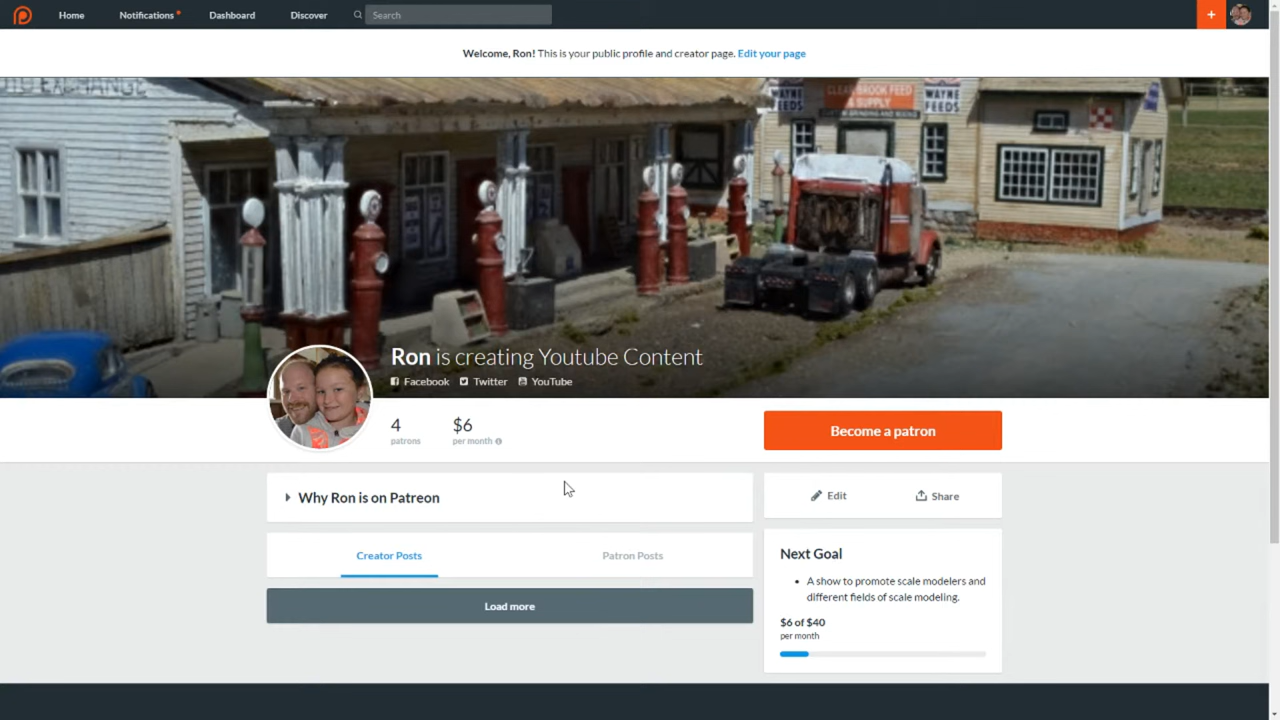 Home Notifications Dashboard Discover Search
Welcome, Ron! This is your public profile and creator page. Edit your page
EXCHANGE
WAYNE FEEDS
CLEAR BROOK FEED & SUPPLY
WAYNE FEEDS
Ron is creating Youtube Content
Facebook Twitter YouTube
4 patrons
$6 per month
Become a patron
Why Ron is on Patreon
Edit Share
Creator Posts Patron Posts
Load more
Next Goal
• A show to promote scale modelers and
different fields of scale modeling.
$6 of $40
per month